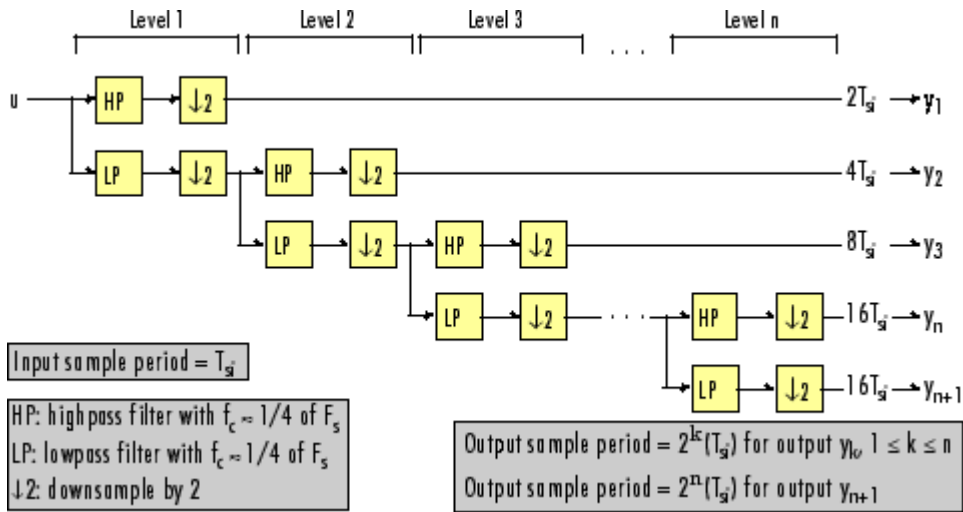 Level 1 Level 2 Level 3 . . . . Level n
u HP ↓2 2Tsi y1
LP ↓2 HP ↓2 4Tsi y2
LP ↓2 HP ↓2 8Tsi y3
LP ↓2 . . . . HP ↓2 16Tsi yn
LP ↓2 16Tsi yn+1
Input sample period = Tsi
HP: highpass filter with fc ≈ 1/4 of Fs
LP: lowpass filter with fc ≈ 1/4 of Fs
↓2: downsample by 2
Output sample period = 2^k(Tsi) for output yk, 1 ≤ k ≤ n
Output sample period = 2^n(Tsi) for output yn+1